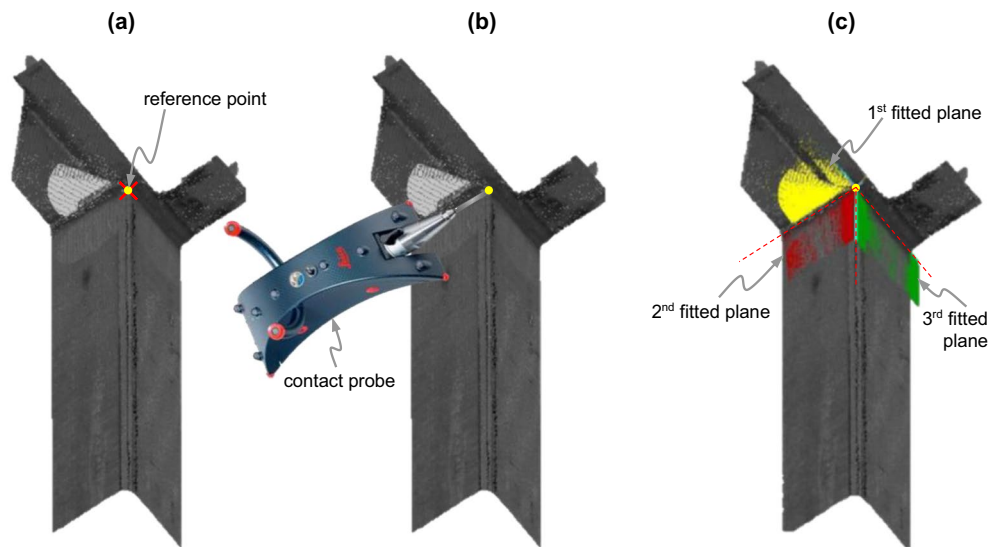 (a)
(b)
(c)
reference point
1st fitted plane
2nd fitted plane
3rd fitted
plane
contact probe